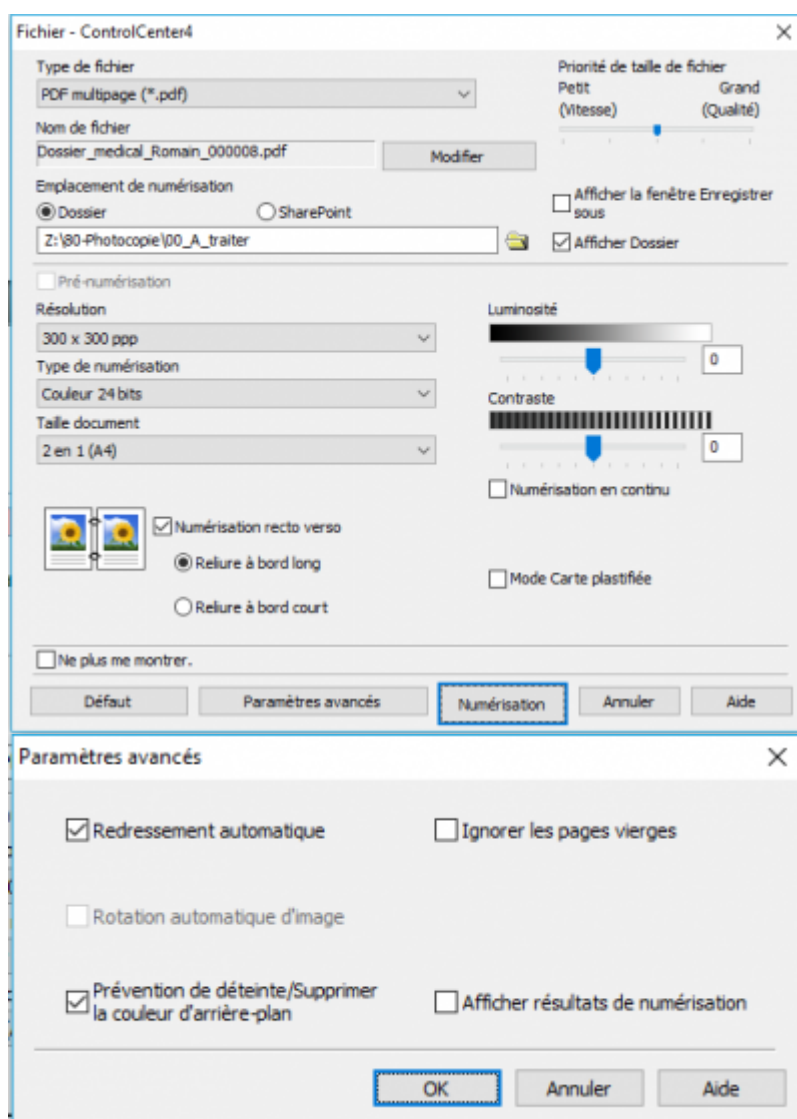 Fichier - ControlCenter4
Type de fichier
PDF multipage (*.pdf)
Priorité de taille de fichier
Petit Grand
(Vitesse) (Qualité)
Nom de fichier
Dossier_medical_Romain_000008.pdf
Modifier
Emplacement de numérisation
Dossier
SharePoint
Z:\80-Photocopie\00_A_traiter
Afficher la fenêtre Enregistrer
sous
Afficher Dossier
Pré-numérisation
Résolution
300 x 300 ppp
Type de numérisation
Couleur 24 bits
Taille document
2 en 1 (A4)
Luminosité
0
Contraste
0
Numérisation en continu
Numérisation recto verso
Reliure à bord long
Reliure à bord court
Mode Carte plastifiée
Ne plus me montrer.
Défaut
Paramètres avancés
Numérisation
Annuler
Aide
Paramètres avancés
Redressement automatique
Ignorer les pages vierges
Rotation automatique d'image
Prévention de déteinte/Supprimer
la couleur d'arrière-plan
Afficher résultats de numérisation
OK
Annuler
Aide